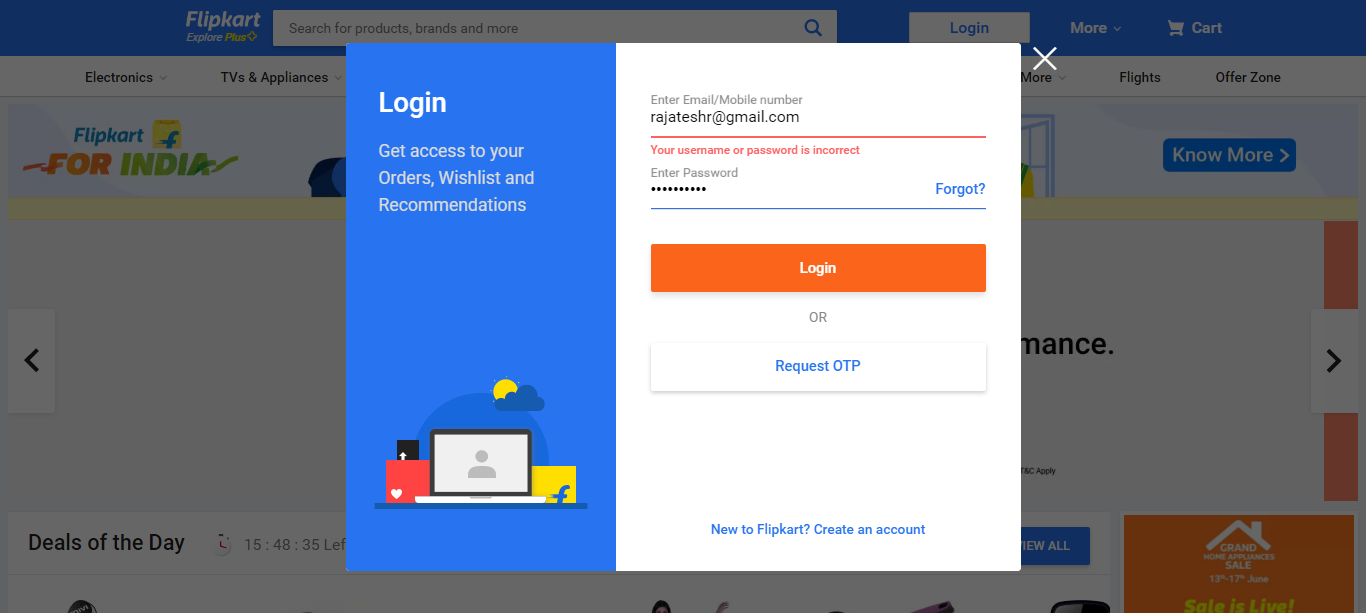 Flipkart
Explore Plus
Search for products, brands and more
Login
More
Cart
Electronics
TVs & Appliances
More
Flights
Offer Zone
Flipkart
FOR INDIA
Know More
Login
Get access to your
Orders, Wishlist and
Recommendations
Enter Email/Mobile number
rajateshr@gmail.com
Your username or password is incorrect
Enter Password
••••••••••
Forgot?
Login
OR
Request OTP
New to Flipkart? Create an account
mance.
T&C Apply
Deals of the Day
15 : 48 : 35 Lef
VIEW ALL
GRAND
HOME APPLIANCES
SALE
13th-17th June
Sale is Live!